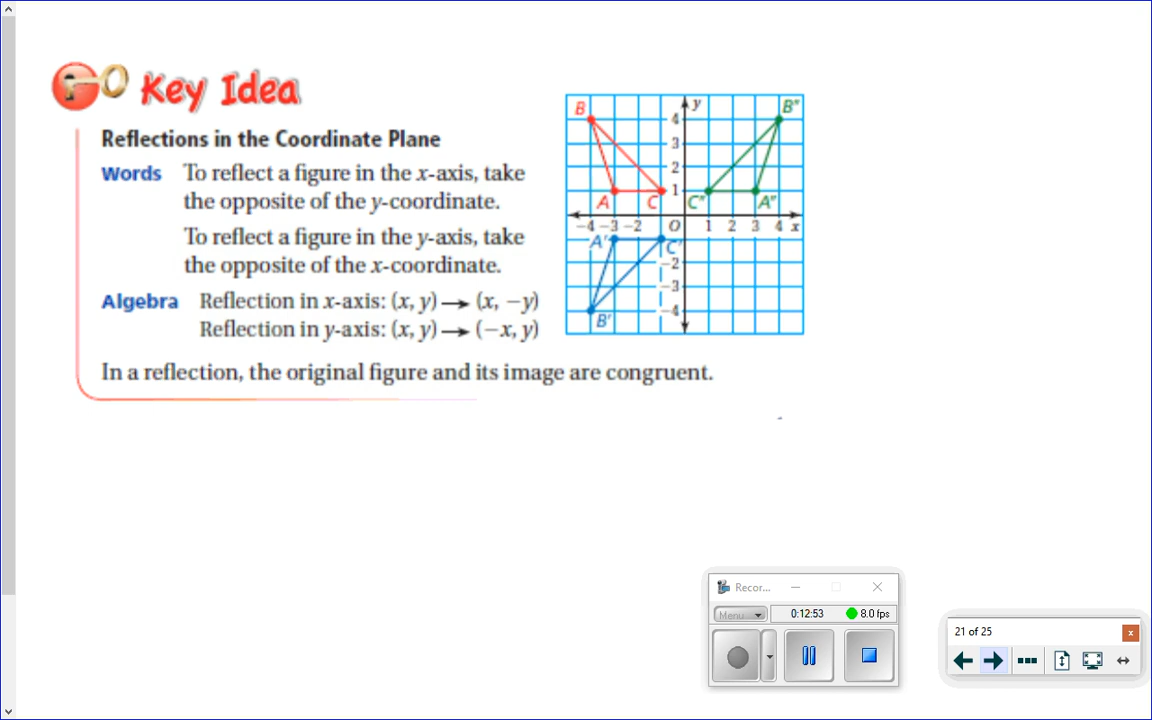 Key Idea
Reflections in the Coordinate Plane
Words To reflect a figure in the x-axis, take
the opposite of the y-coordinate.
To reflect a figure in the y-axis, take
the opposite of the x-coordinate.
Algebra Reflection in x-axis: (x, y) → (x, −y)
Reflection in y-axis: (x, y) → (−x, y)
In a reflection, the original figure and its image are congruent.
B y B"
4
3
2
1
A C C" A"
−4 −3 −2 O 1 2 3 4 x
A' C'
−2
−3
−4
B'
Recor...
Menu 0:12:53 8.0 fps
21 of 25 x